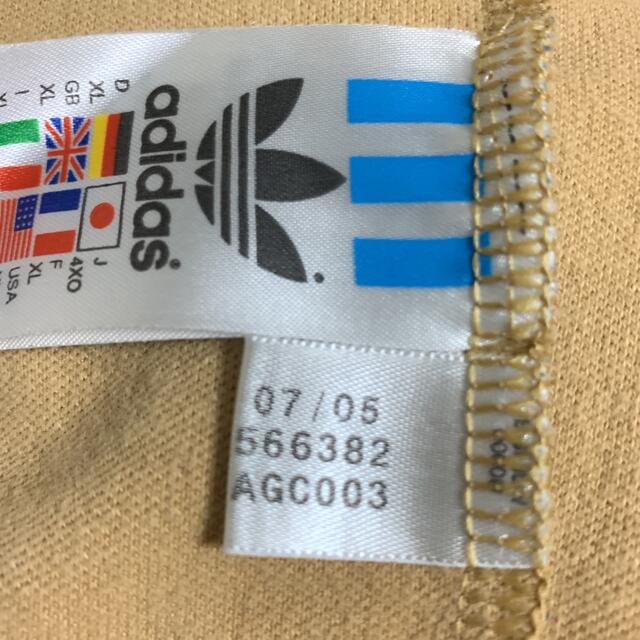 adidas
D
XL
GB
XL
I
J
4XO
F
XL
USA
07/05
566382
AGC003